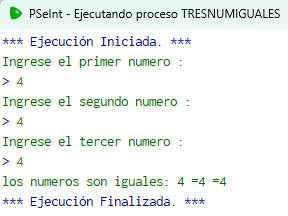 PSeInt - Ejecutando proceso TRESNUMIGUALES
*** Ejecución Iniciada. ***
Ingrese el primer numero :
> 4
Ingrese el segundo numero :
> 4
Ingrese el tercer numero :
> 4
los numeros son iguales: 4 =4 =4
*** Ejecución Finalizada. ***